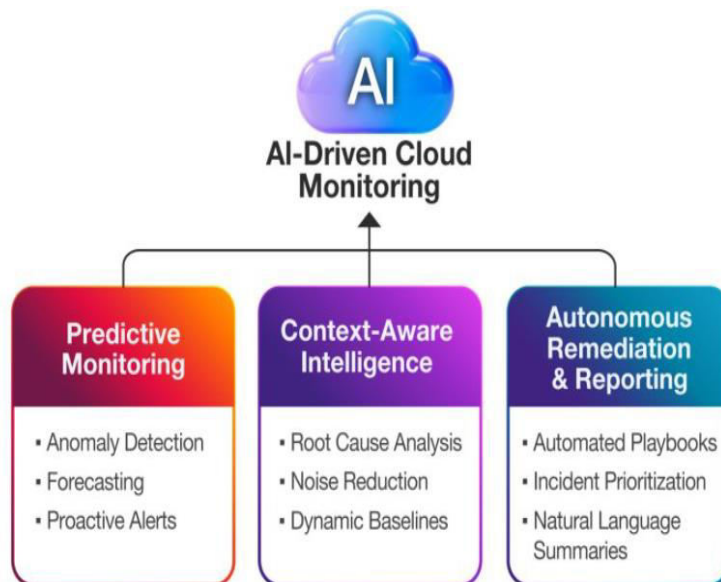 AI
AI-Driven Cloud
Monitoring
Predictive
Monitoring
▪ Anomaly Detection
▪ Forecasting
▪ Proactive Alerts
Context-Aware
Intelligence
▪ Root Cause Analysis
▪ Noise Reduction
▪ Dynamic Baselines
Autonomous
Remediation
& Reporting
▪ Automated Playbooks
▪ Incident Prioritization
▪ Natural Language
Summaries